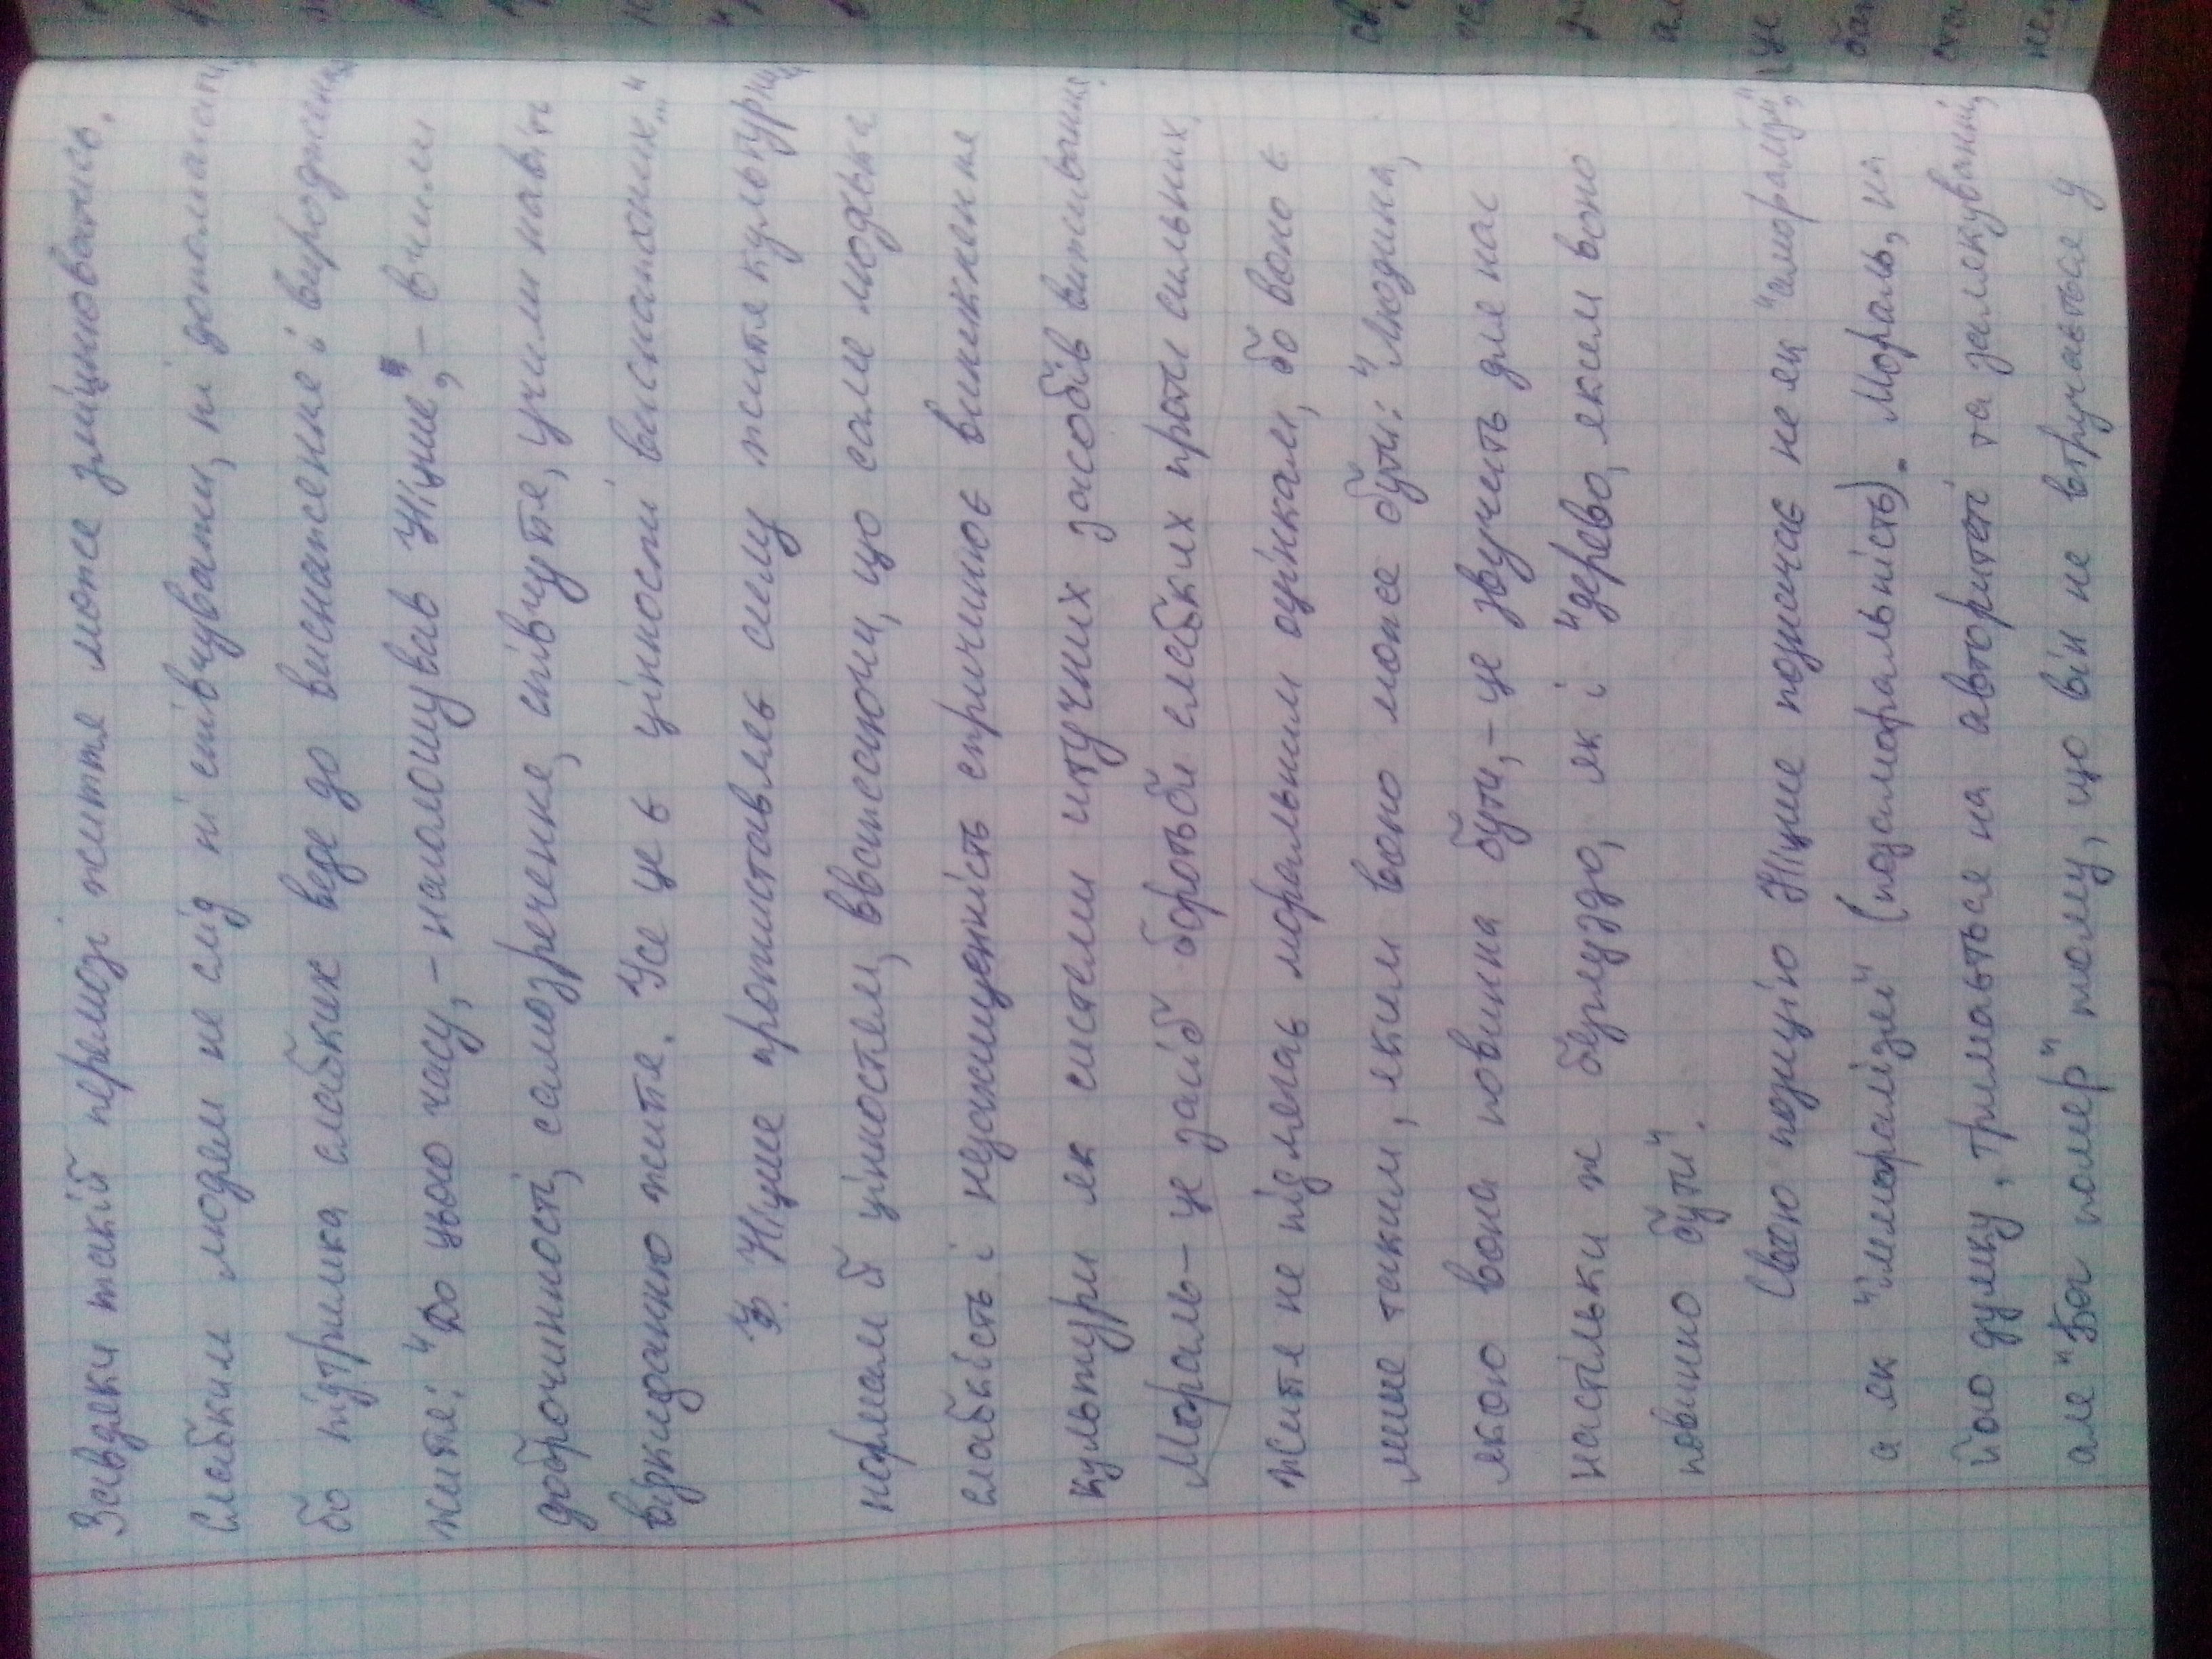 Завдяки такій перемозі життя може зміцнюватись.
Слабким людям не слід ні співчувати, ні допомагати,
бо підтримка слабких веде до виснаження і виродження
життя: "До цього часу, – наголошував Ніцше", – вчили
доброчинності, самозречення, співчуття, учили навіть
відкиданню життя. Усе це є цінності виснажених..."
Ф. Ніцше протиставляє силу життя культурним
нормам й цінностям, вважаючи, що саме людська
слабкість і незахищеність спричинює виникнення
культури як системи штучних засобів виживання.
Мораль – це засіб боротьби слабких проти сильних.
Життя не підлягає моральним оцінкам, бо воно є
лише таким, яким воно може бути: "Людина,
якою вона повинна бути, – це звучить для нас
настільки ж безглуздо, як і "дерево, яким воно
повинно бути".
Свою позицію Ніцше позначає не як "аморалізм",
а як "імморалізм" (позаморальність). Мораль, на
його думку, тримається на авторитеті та залякуванні,
але "Бог помер" тому, що він не втручається у